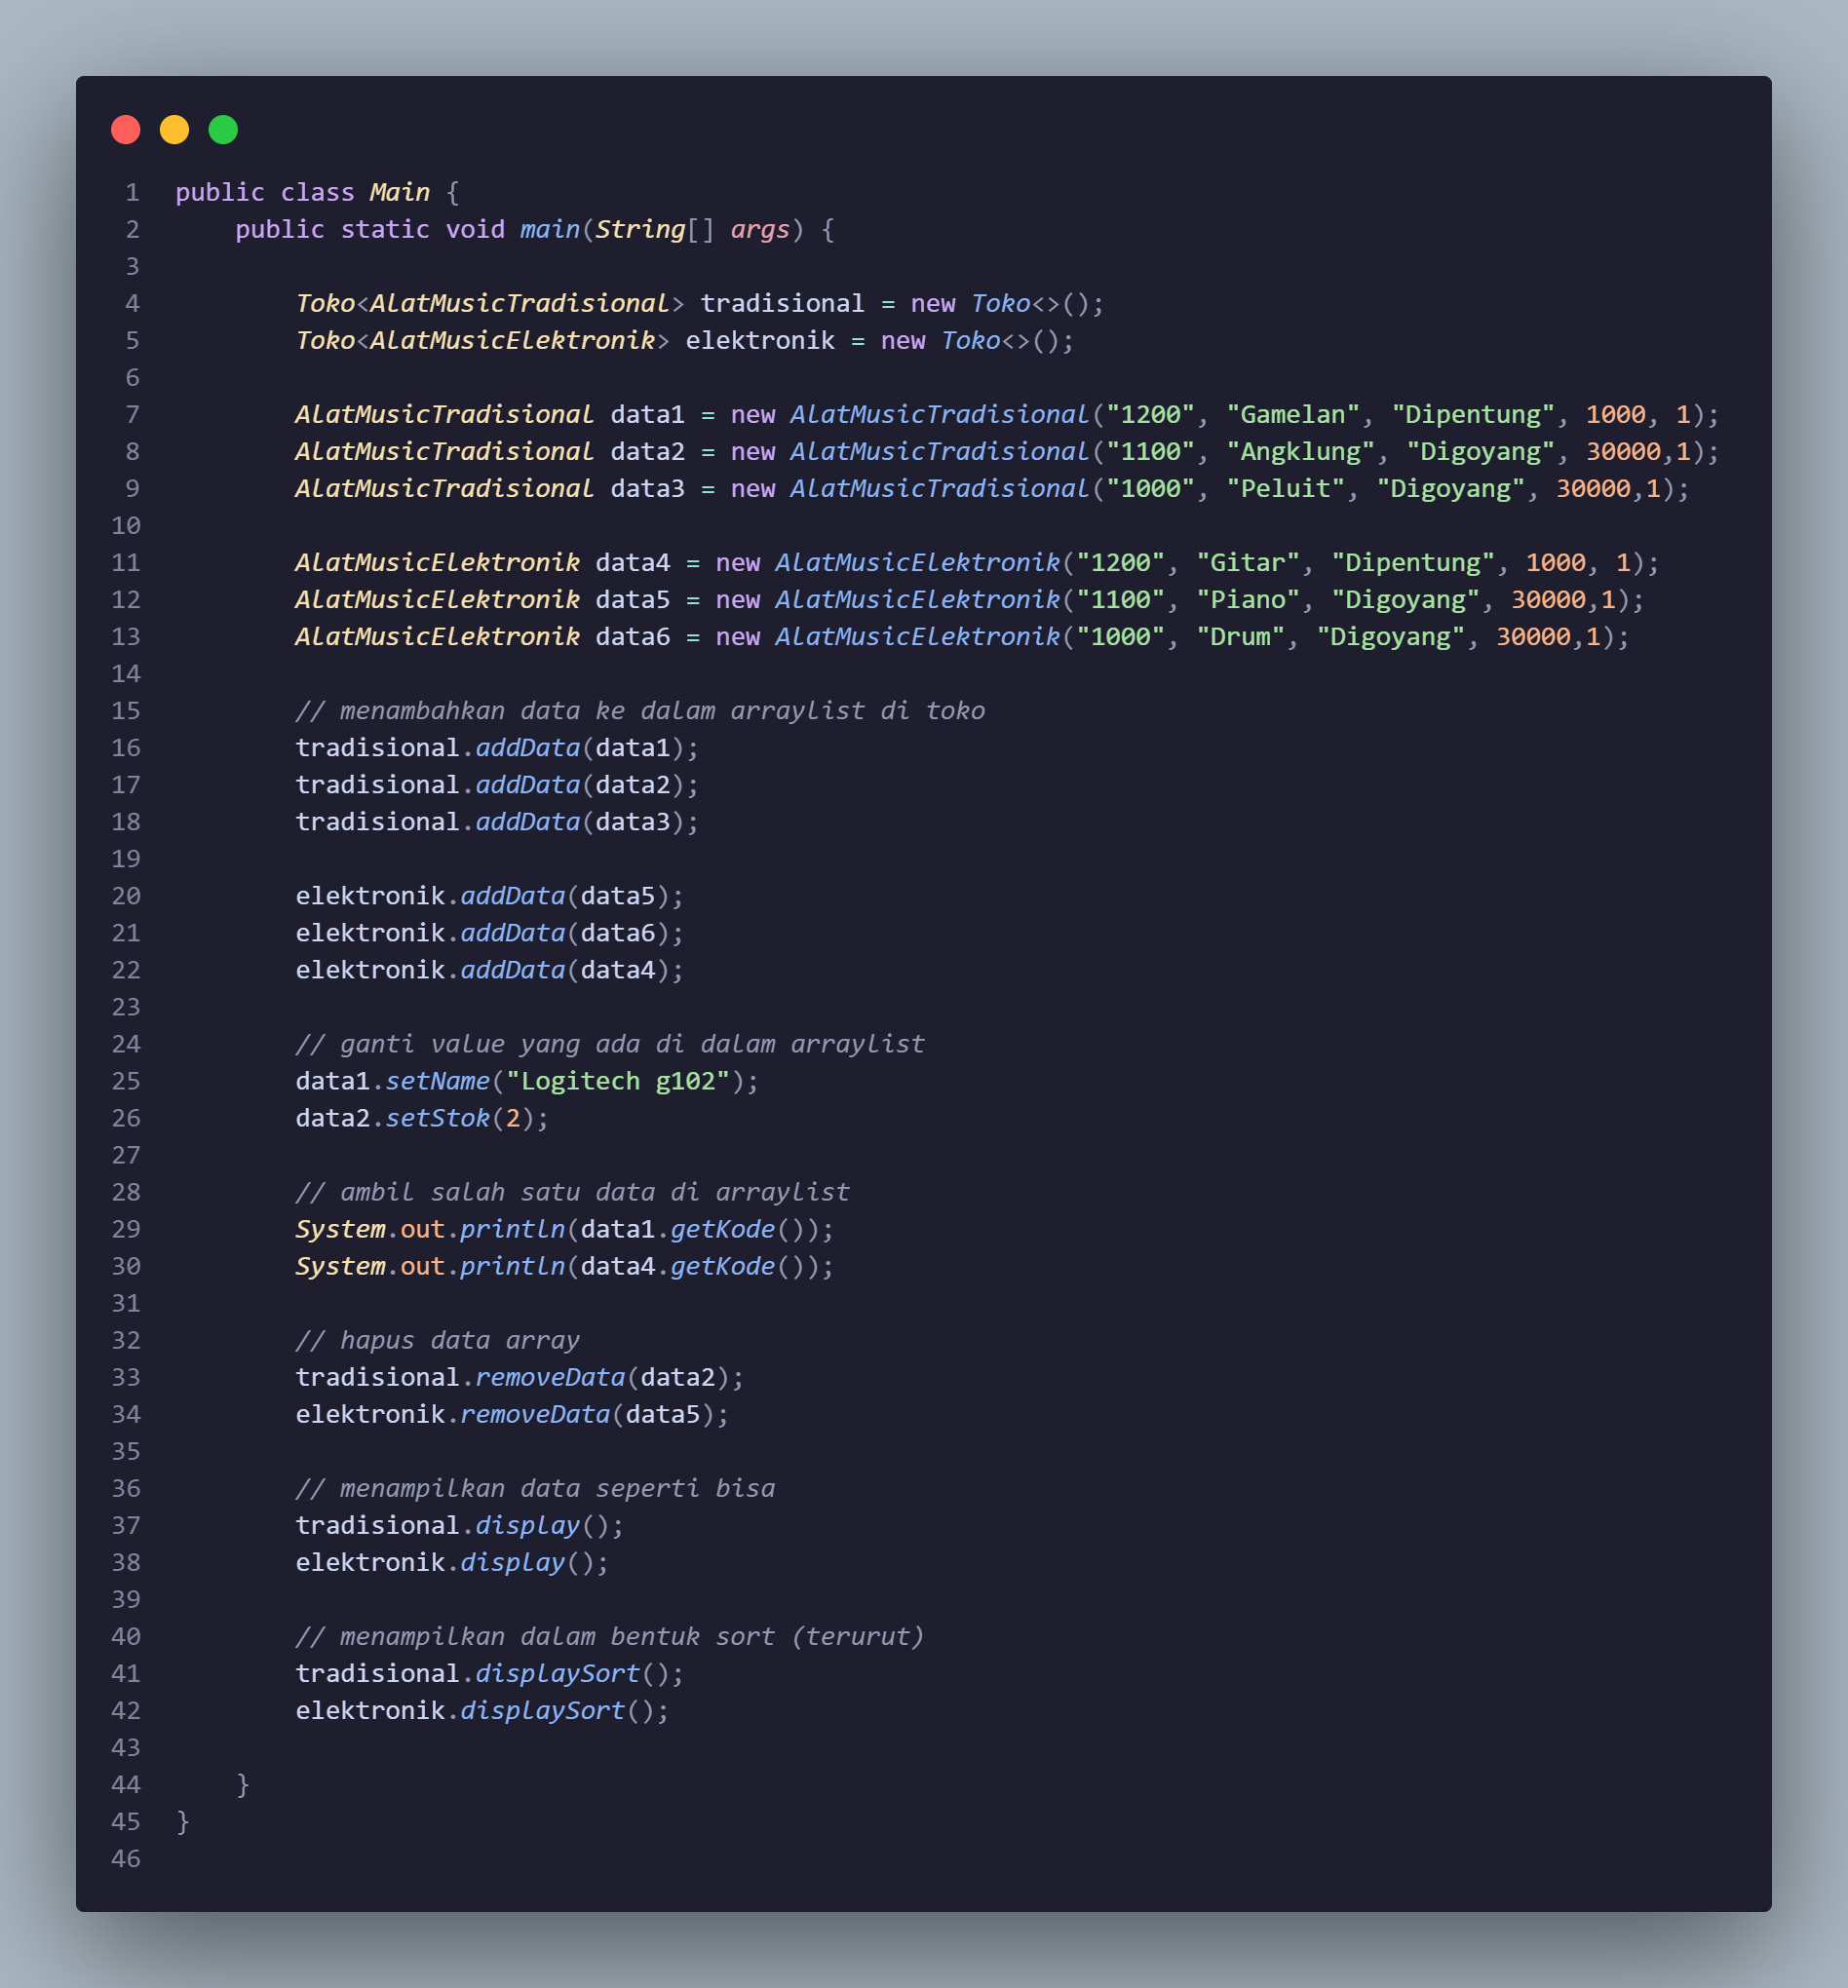 1 public class Main {
2     public static void main(String[] args) {
3
4         Toko<AlatMusicTradisional> tradisional = new Toko<>();
5         Toko<AlatMusicElektronik> elektronik = new Toko<>();
6
7         AlatMusicTradisional data1 = new AlatMusicTradisional("1200", "Gamelan", "Dipentung", 1000, 1);
8         AlatMusicTradisional data2 = new AlatMusicTradisional("1100", "Angklung", "Digoyang", 30000,1);
9         AlatMusicTradisional data3 = new AlatMusicTradisional("1000", "Peluit", "Digoyang", 30000,1);
10
11         AlatMusicElektronik data4 = new AlatMusicElektronik("1200", "Gitar", "Dipentung", 1000, 1);
12         AlatMusicElektronik data5 = new AlatMusicElektronik("1100", "Piano", "Digoyang", 30000,1);
13         AlatMusicElektronik data6 = new AlatMusicElektronik("1000", "Drum", "Digoyang", 30000,1);
14
15         // menambahkan data ke dalam arraylist di toko
16         tradisional.addData(data1);
17         tradisional.addData(data2);
18         tradisional.addData(data3);
19
20         elektronik.addData(data5);
21         elektronik.addData(data6);
22         elektronik.addData(data4);
23
24         // ganti value yang ada di dalam arraylist
25         data1.setName("Logitech g102");
26         data2.setStok(2);
27
28         // ambil salah satu data di arraylist
29         System.out.println(data1.getKode());
30         System.out.println(data4.getKode());
31
32         // hapus data array
33         tradisional.removeData(data2);
34         elektronik.removeData(data5);
35
36         // menampilkan data seperti bisa
37         tradisional.display();
38         elektronik.display();
39
40         // menampilkan dalam bentuk sort (terurut)
41         tradisional.displaySort();
42         elektronik.displaySort();
43
44     }
45 }
46